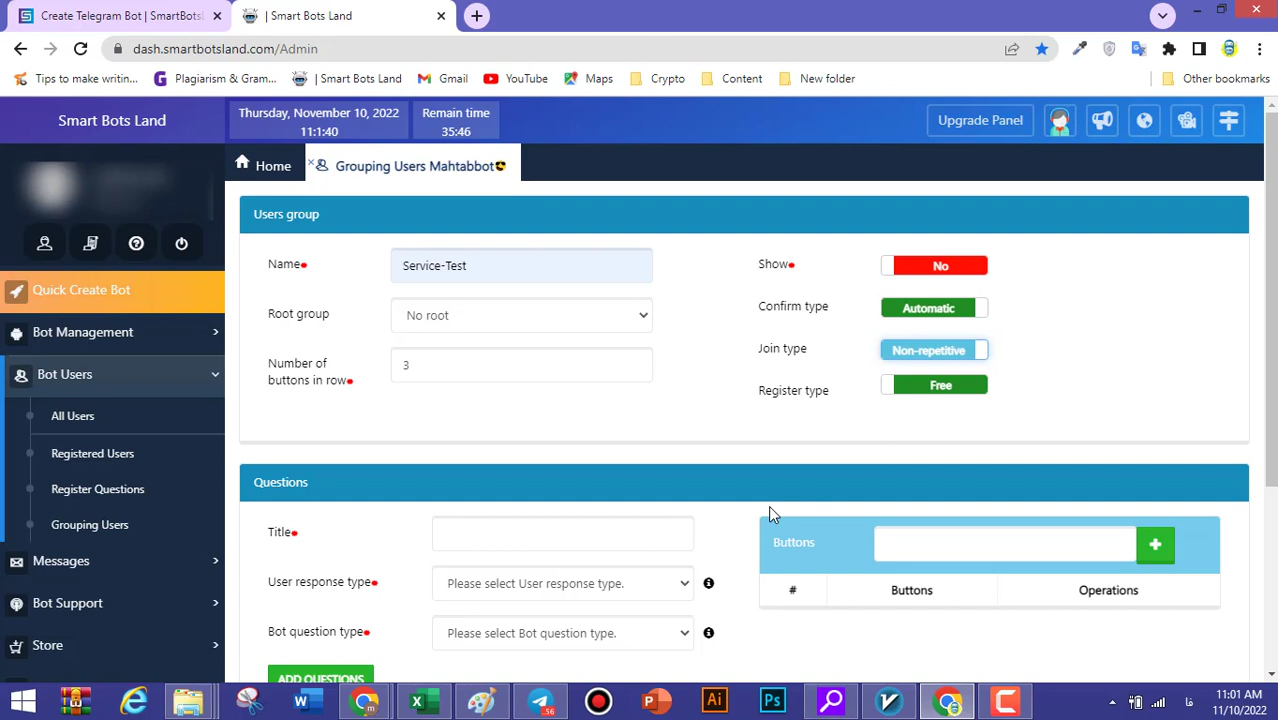 Create Telegram Bot | SmartBots
| Smart Bots Land
dash.smartbotsland.com/Admin
Tips to make writin...
Plagiarism & Gram...
| Smart Bots Land
Gmail
YouTube
Maps
Crypto
Content
New folder
Other bookmarks
Smart Bots Land
Thursday, November 10, 2022
11:1:40
Remain time
35:46
Upgrade Panel
Home
Grouping Users Mahtabbot
Quick Create Bot
Bot Management
Bot Users
All Users
Registered Users
Register Questions
Grouping Users
Messages
Bot Support
Store
Users group
Name
Service-Test
Root group
No root
Number of
buttons in row
3
Show
No
Confirm type
Automatic
Join type
Non-repetitive
Register type
Free
Questions
Title
User response type
Please select User response type.
Bot question type
Please select Bot question type.
ADD QUESTIONS
Buttons
# Buttons Operations
56
11:01 AM
11/10/2022